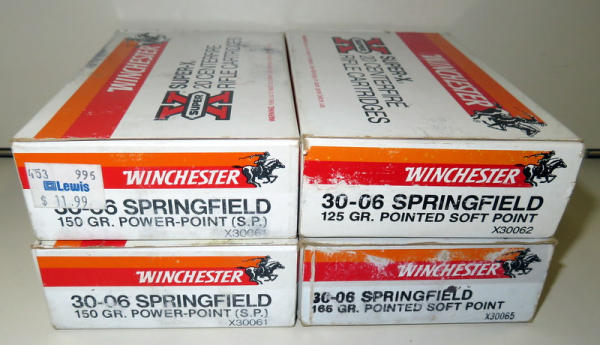 WINCHESTER
X SUPER
SUPER-X
20 CENTERFIRE
RIFLE CARTRIDGES
453 995
Lewis
$ 11.99
WINCHESTER
30-06 SPRINGFIELD
150 GR. POWER-POINT (S.P.)
X30061
WINCHESTER
X SUPER
SUPER-X
20 CENTERFIRE
RIFLE CARTRIDGES
WINCHESTER
30-06 SPRINGFIELD
125 GR. POINTED SOFT POINT
X30062
WINCHESTER
30-06 SPRINGFIELD
150 GR. POWER-POINT (S.P.)
X30061
WINCHESTER
30-06 SPRINGFIELD
165 GR. POINTED SOFT POINT
X30065